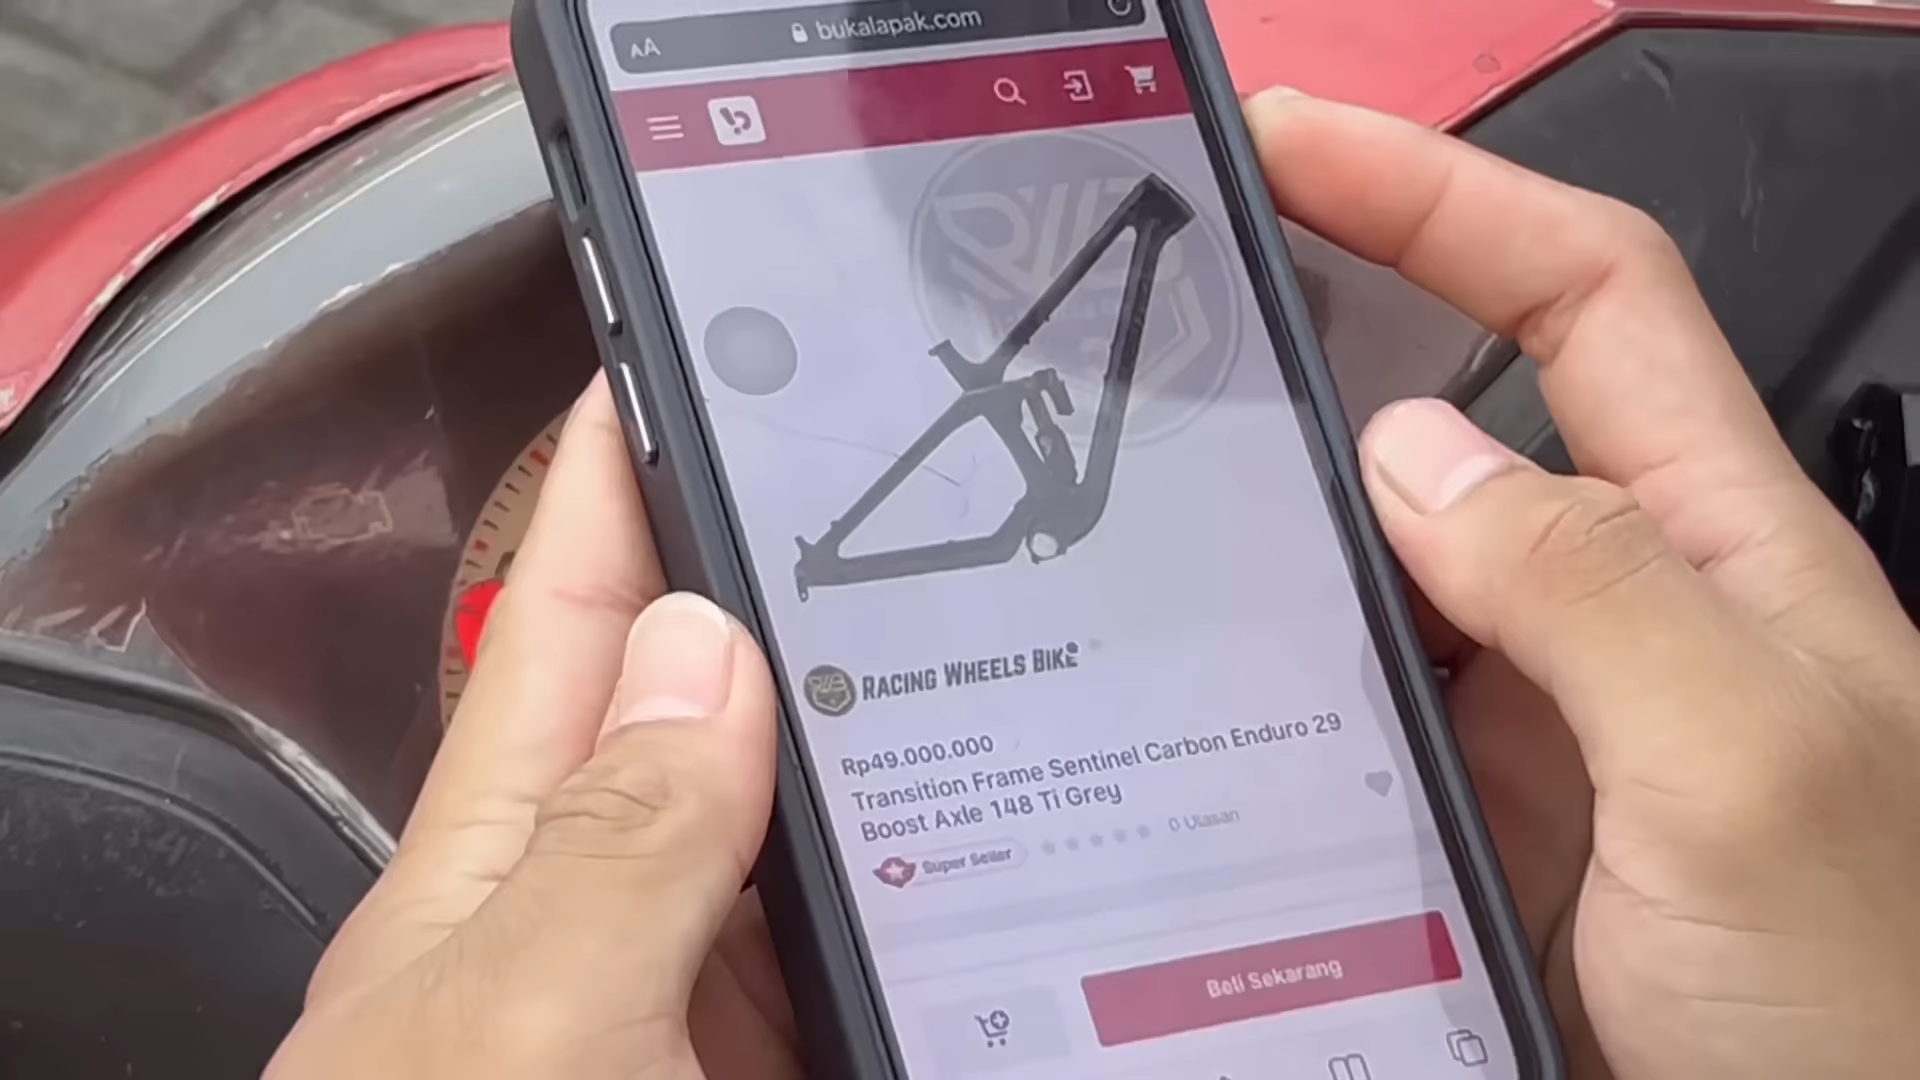 AA bukalapak.com
RWB
RACING WHEELS BIKE
Rp49.000.000
Transition Frame Sentinel Carbon Enduro 29
Boost Axle 148 Ti Grey
Super Seller 0 Ulasan
Beli Sekarang